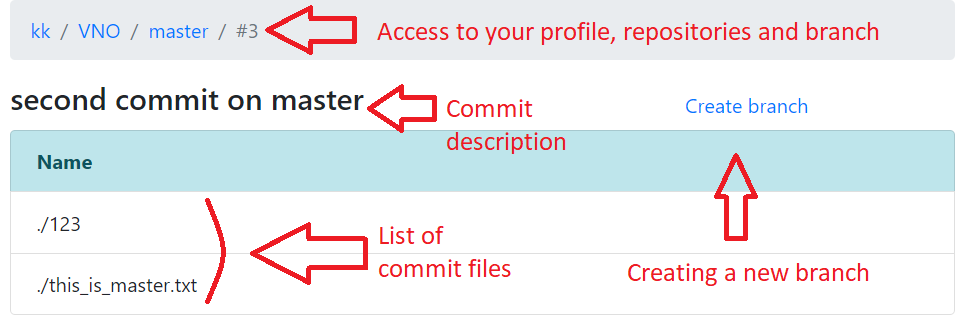 kk / VNO / master / #3 Access to your profile, repositories and branch
second commit on master Commit description
Create branch
Name
./123
./this_is_master.txt
List of
commit files
Creating a new branch